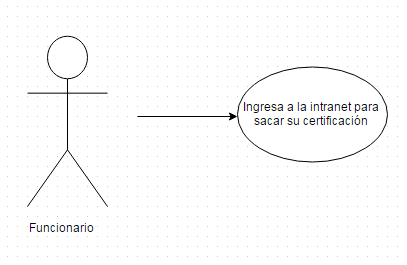 Ingresa a la intranet para
sacar su certificación
Funcionario